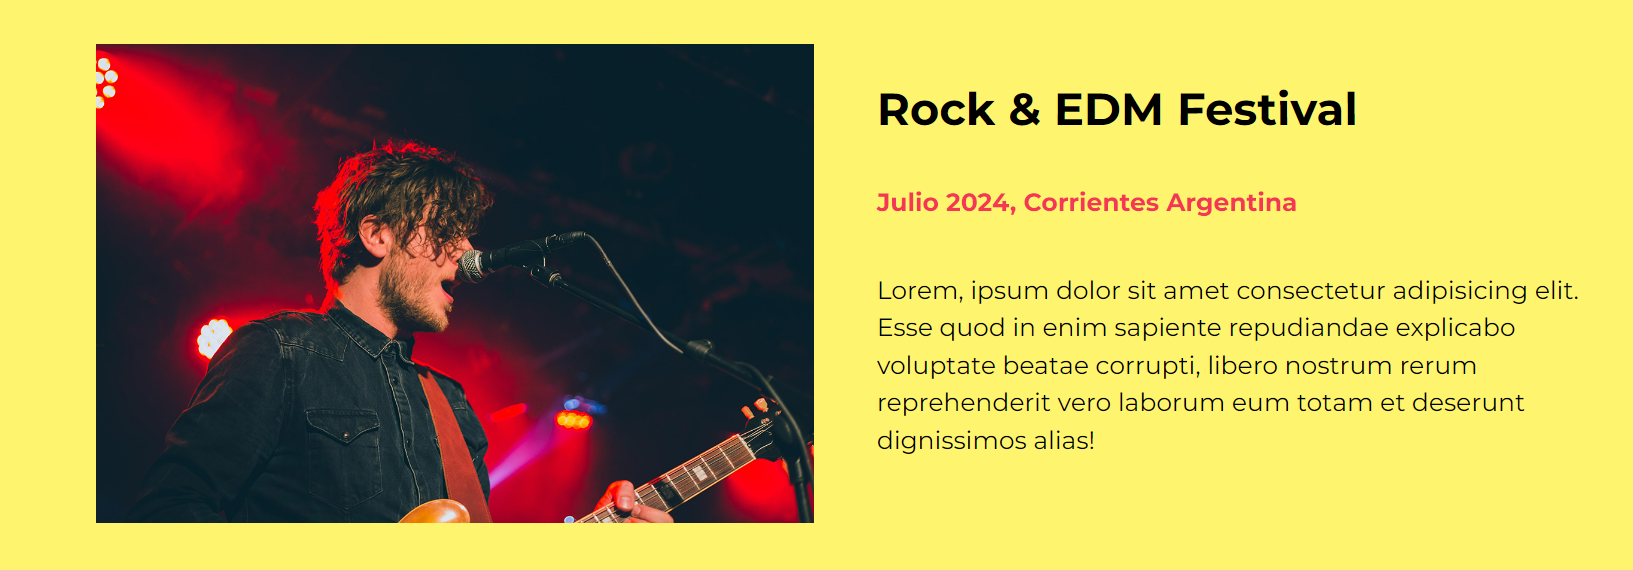 Rock & EDM Festival
Julio 2024, Corrientes Argentina
Lorem, ipsum dolor sit amet consectetur adipisicing elit.
Esse quod in enim sapiente repudiandae explicabo
voluptate beatae corrupti, libero nostrum rerum
reprehenderit vero laborum eum totam et deserunt
dignissimos alias!